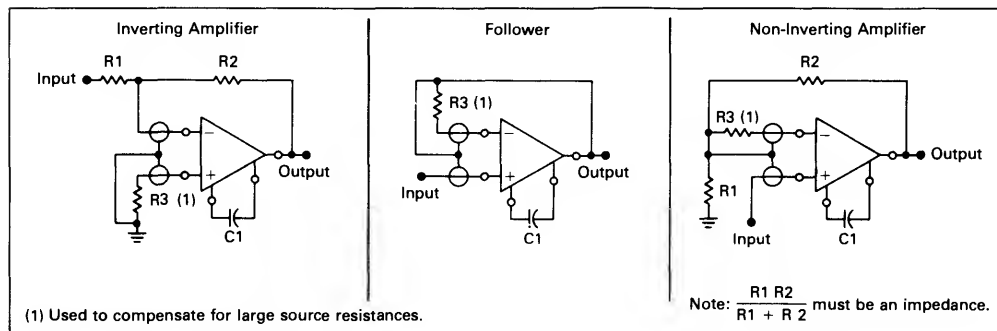 Inverting Amplifier
R1
R2
Input
−
+
R3 (1)
Output
C1
Follower
R3 (1)
−
+
Input
Output
C1
Non-Inverting Amplifier
R2
R3 (1)
−
+
R1
Output
Input
C1
(1) Used to compensate for large source resistances.
Note: R1 R2 / R1 + R 2 must be an impedance.